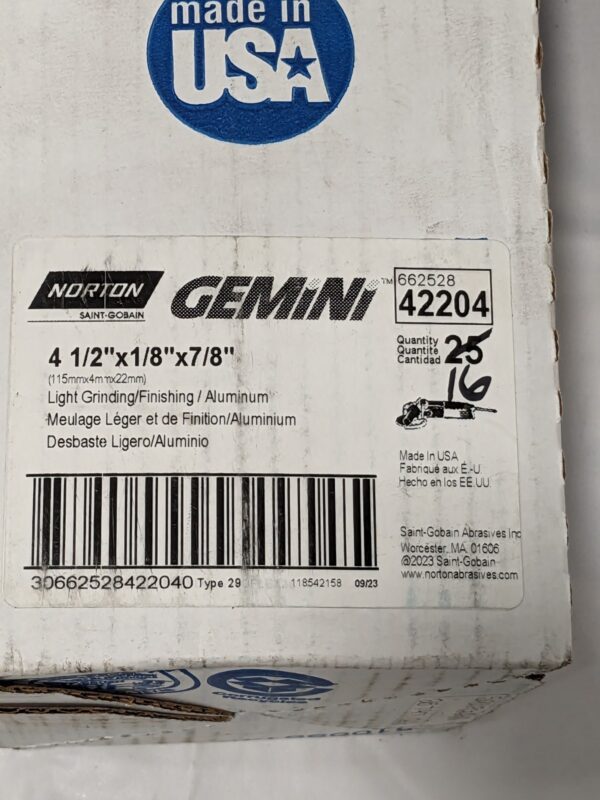 made in
USA
NORTON
SAINT-GOBAIN
GEMINI™
662528
42204
4 1/2"x1/8"x7/8"
(115mmx4mmx22mm)
Light Grinding/Finishing / Aluminum
Meulage Léger et de Finition/Aluminium
Desbaste Ligero/Aluminio
Quantity
Quantite
Cantidad
25
16
Made In USA
Fabriqué aux É.-U.
Hecho en los EE.UU.
Saint-Gobain Abrasives Inc
Worcester, MA 01606
@2023 Saint-Gobain
www.nortonabrasives.com
30662528422040 Type 29 118542158 09/23